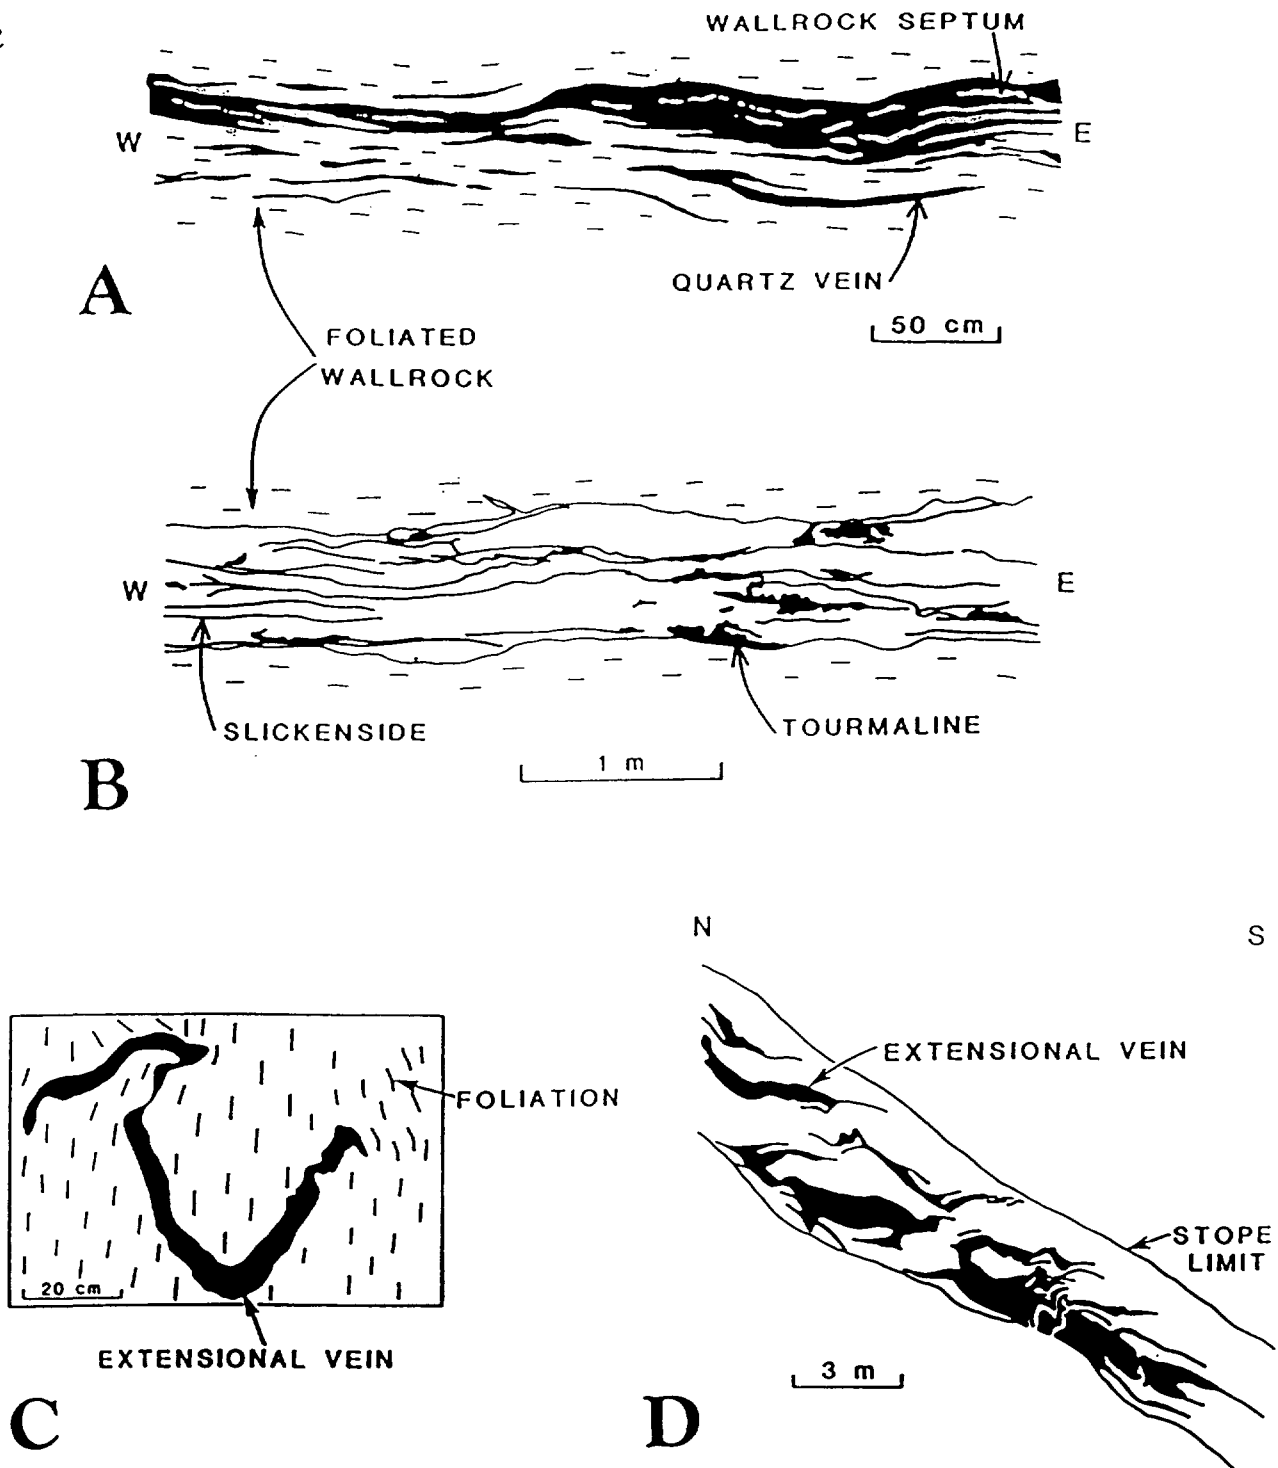 WALLROCK SEPTUM
W
E
QUARTZ VEIN
A
50 cm
FOLIATED
WALLROCK
W
E
SLICKENSIDE
TOURMALINE
1 m
B
N
S
EXTENSIONAL VEIN
FOLIATION
STOPE
LIMIT
20 cm
EXTENSIONAL VEIN
3 m
C
D